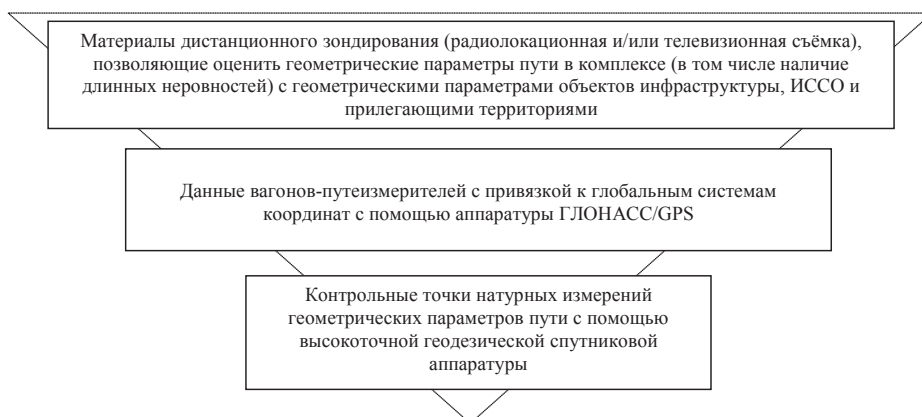 Материалы дистанционного зондирования (радиолокационная и/или телевизионная съёмка),
позволяющие оценить геометрические параметры пути в комплексе (в том числе наличие
длинных неровностей) с геометрическими параметрами объектов инфраструктуры, ИССО и
прилегающими территориями
Данные вагонов-путеизмерителей с привязкой к глобальным системам
координат с помощью аппаратуры ГЛОНАСС/GPS
Контрольные точки натурных измерений
геометрических параметров пути с помощью
высокоточной геодезической спутниковой
аппаратуры